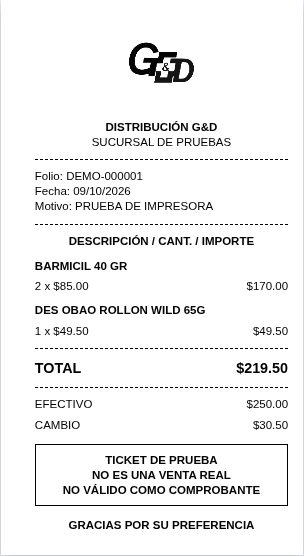 G&D
DISTRIBUCIÓN G&D
SUCURSAL DE PRUEBAS
Folio: DEMO-000001
Fecha: 09/10/2026
Motivo: PRUEBA DE IMPRESORA
DESCRIPCIÓN / CANT. / IMPORTE
BARMICIL 40 GR
2 x $85.00 $170.00
DES OBAO ROLLON WILD 65G
1 x $49.50 $49.50
TOTAL $219.50
EFECTIVO $250.00
CAMBIO $30.50
TICKET DE PRUEBA
NO ES UNA VENTA REAL
NO VÁLIDO COMO COMPROBANTE
GRACIAS POR SU PREFERENCIA